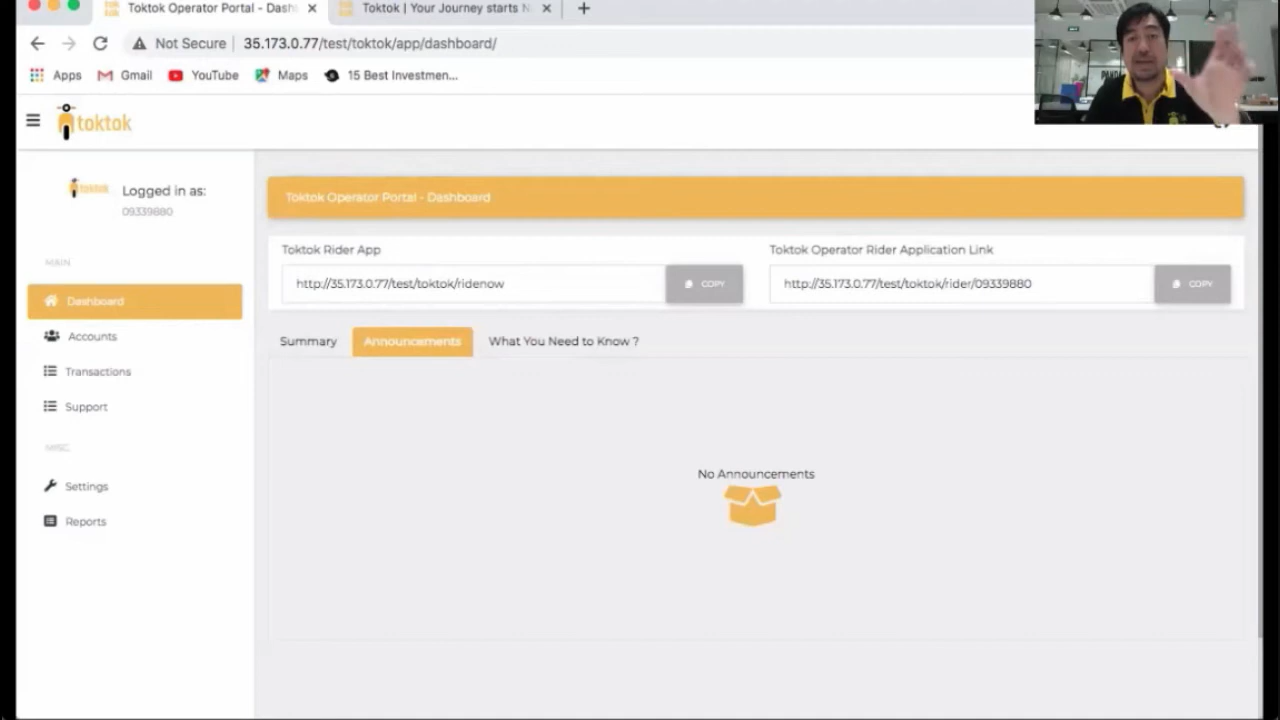 Toktok Operator Portal - Dash
Toktok | Your Journey starts N
Not Secure | 35.173.0.77/test/toktok/app/dashboard/
Apps Gmail YouTube Maps 15 Best Investmen...
toktok
toktok
Logged in as:
09339880
MAIN
Dashboard
Accounts
Transactions
Support
MISC
Settings
Reports
Toktok Operator Portal - Dashboard
Toktok Rider App
http://35.173.0.77/test/toktok/ridenow COPY
Toktok Operator Rider Application Link
http://35.173.0.77/test/toktok/rider/09339880 COPY
Summary Announcements What You Need to Know ?
No Announcements